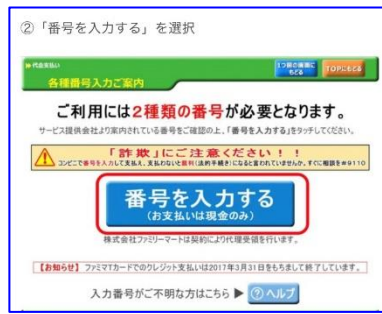 ②「番号を入力する」を選択
代金支払い
1つ前の画面にもどる
TOPにもどる
各種番号入力ご案内
ご利用には2種類の番号が必要となります。
サービス提供会社より案内されている番号をご確認の上、「番号を入力する」をタッチしてください。
「詐欺」にご注意ください!!
コンビニで番号を入力して支払え、支払わないと裁判(法的手続き)になると言われていませんか。すぐに相談を#9110
番号を入力する
(お支払いは現金のみ)
株式会社ファミリーマートは契約により代理受領を行います。
【お知らせ】ファミマTカードでのクレジット支払いは2017年3月31日をもちまして終了しています。
入力番号がご不明な方はこちら ▶ ?ヘルプ